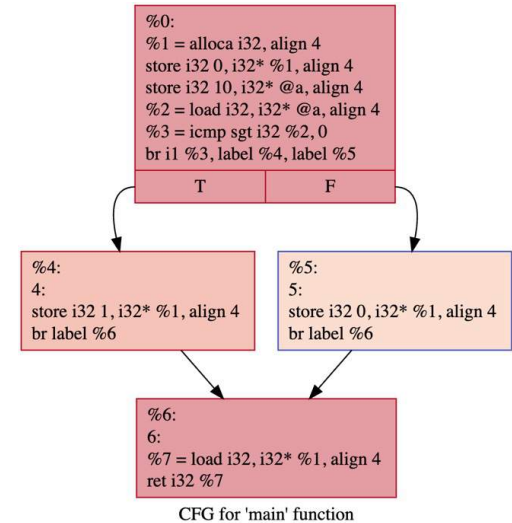 %0:
%1 = alloca i32, align 4
store i32 0, i32* %1, align 4
store i32 10, i32* @a, align 4
%2 = load i32, i32* @a, align 4
%3 = icmp sgt i32 %2, 0
br i1 %3, label %4, label %5
T
F
%4:
4:
store i32 1, i32* %1, align 4
br label %6
%5:
5:
store i32 0, i32* %1, align 4
br label %6
%6:
6:
%7 = load i32, i32* %1, align 4
ret i32 %7
CFG for 'main' function